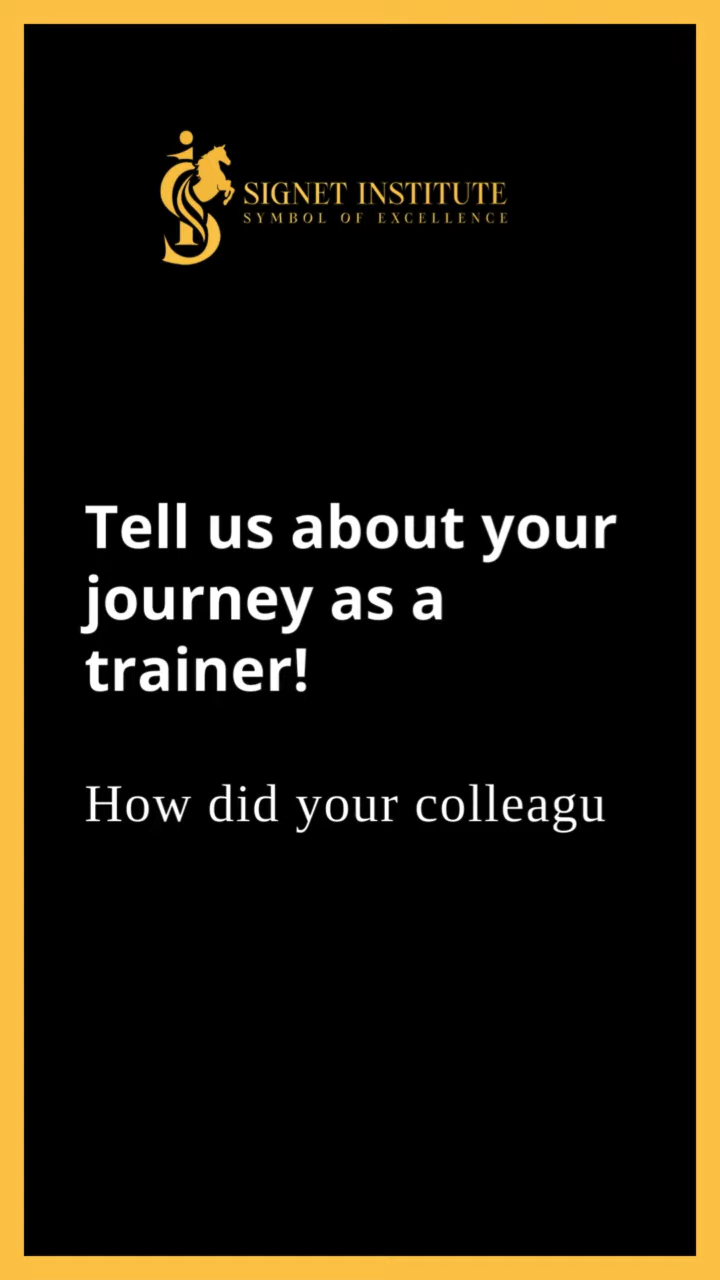 SIGNET INSTITUTE
SYMBOL OF EXCELLENCE
Tell us about your
journey as a
trainer!
How did your colleagu